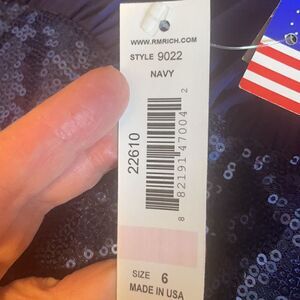 WWW.RMRICH.COM
STYLE 9022
NAVY
22610
8 82191 47004 2
SIZE 6
MADE IN USA